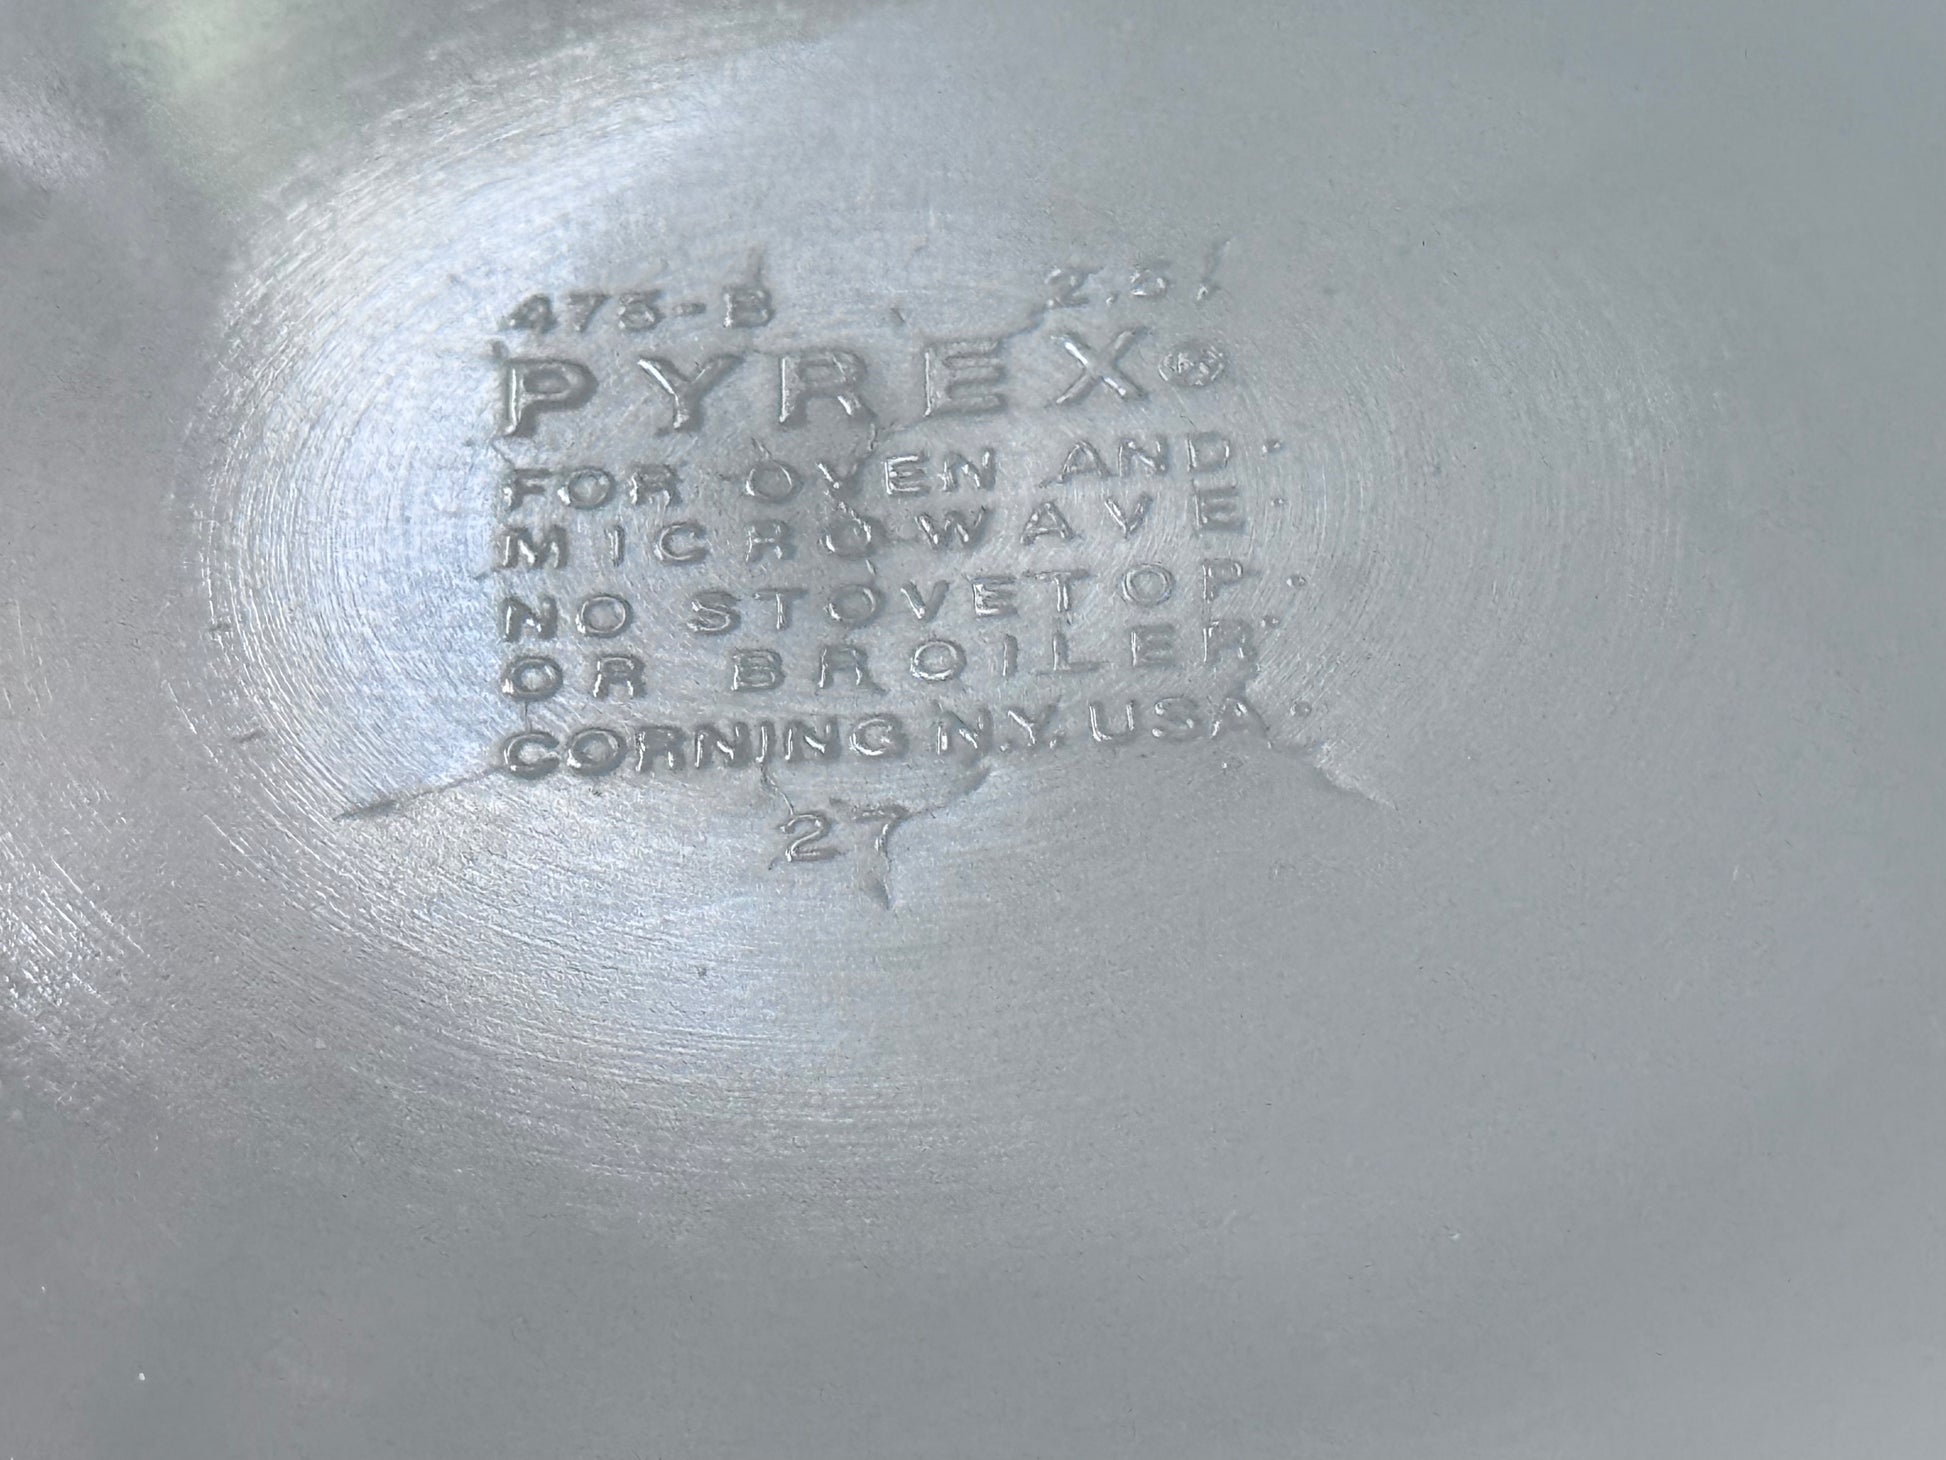 475-B 2.5 l
PYREX®
FOR OVEN AND
MICROWAVE
NO STOVETOP
OR BROILER
CORNING N.Y. USA
27